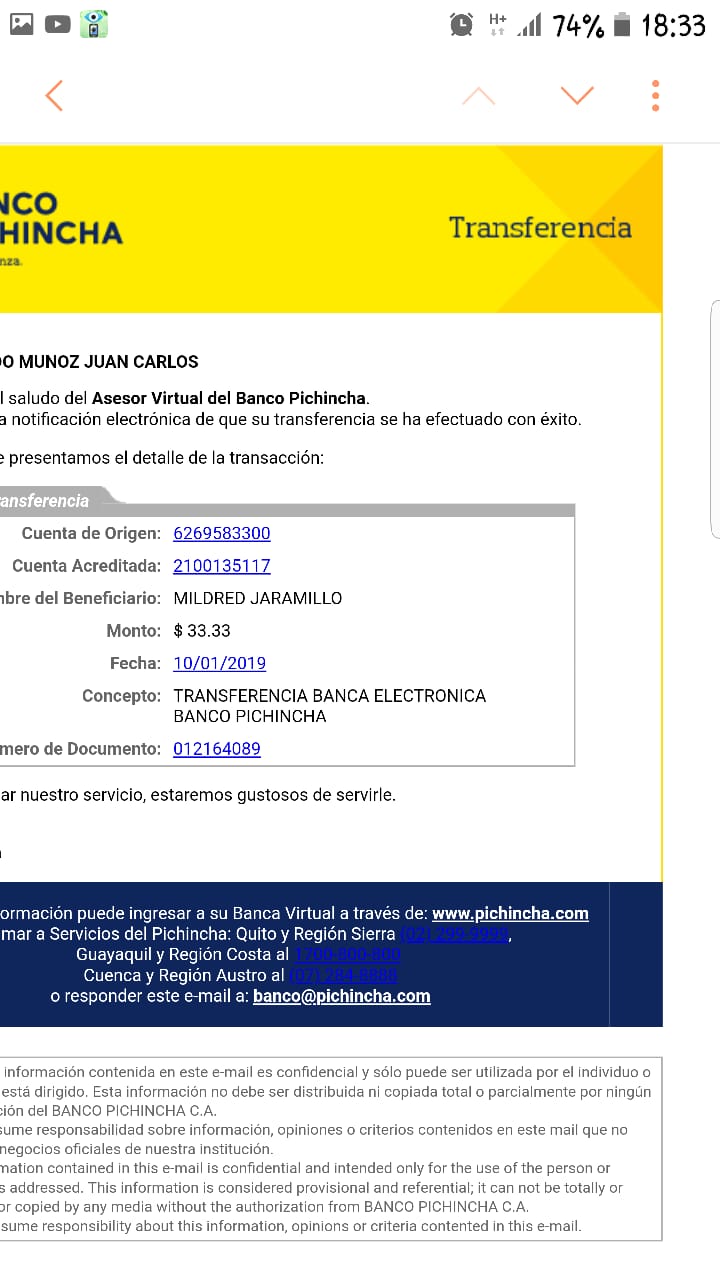 H+ 74% 18:33
NCO
HINCHA
nza.
Transferencia
DO MUNOZ JUAN CARLOS
l saludo del Asesor Virtual del Banco Pichincha.
a notificación electrónica de que su transferencia se ha efectuado con éxito.
e presentamos el detalle de la transacción:
ansferencia
Cuenta de Origen: 6269583300
Cuenta Acreditada: 2100135117
mbre del Beneficiario: MILDRED JARAMILLO
Monto: $ 33.33
Fecha: 10/01/2019
Concepto: TRANSFERENCIA BANCA ELECTRONICA
BANCO PICHINCHA
mero de Documento: 012164089
ar nuestro servicio, estaremos gustosos de servirle.
ormación puede ingresar a su Banca Virtual a través de: www.pichincha.com
mar a Servicios del Pichincha: Quito y Región Sierra (02) 299-9999,
Guayaquil y Región Costa al 1700-800-800
Cuenca y Región Austro al (07) 284-8888
o responder este e-mail a: banco@pichincha.com
información contenida en este e-mail es confidencial y sólo puede ser utilizada por el individuo o
está dirigido. Esta información no debe ser distribuida ni copiada total o parcialmente por ningún
ción del BANCO PICHINCHA C.A.
sume responsabilidad sobre información, opiniones o criterios contenidos en este mail que no
negocios oficiales de nuestra institución.
mation contained in this e-mail is confidential and intended only for the use of the person or
s addressed. This information is considered provisional and referential; it can not be totally or
or copied by any media without the authorization from BANCO PICHINCHA C.A.
sume responsibility about this information, opinions or criteria contented in this e-mail.